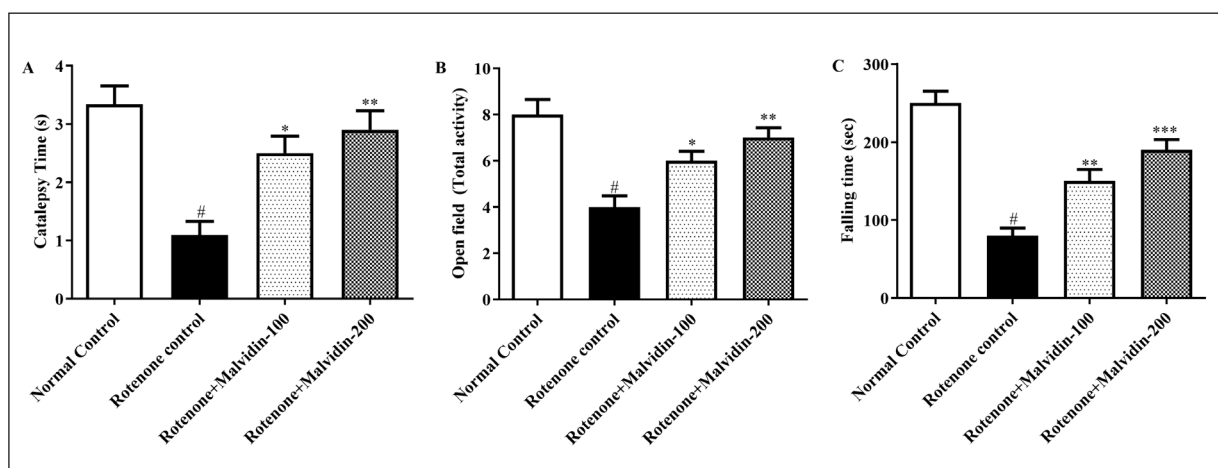 A
Catalepsy Time (s)
4
3
2
1
0
#
*
**
Normal Control
Rotenone control
Rotenone+Malvidin-100
Rotenone+Malvidin-200
B
Open field (Total activity)
10
8
6
4
2
0
#
*
**
Normal Control
Rotenone control
Rotenone+Malvidin-100
Rotenone+Malvidin-200
C
Falling time (sec)
300
200
100
0
#
**
***
Normal Control
Rotenone control
Rotenone+Malvidin-100
Rotenone+Malvidin-200